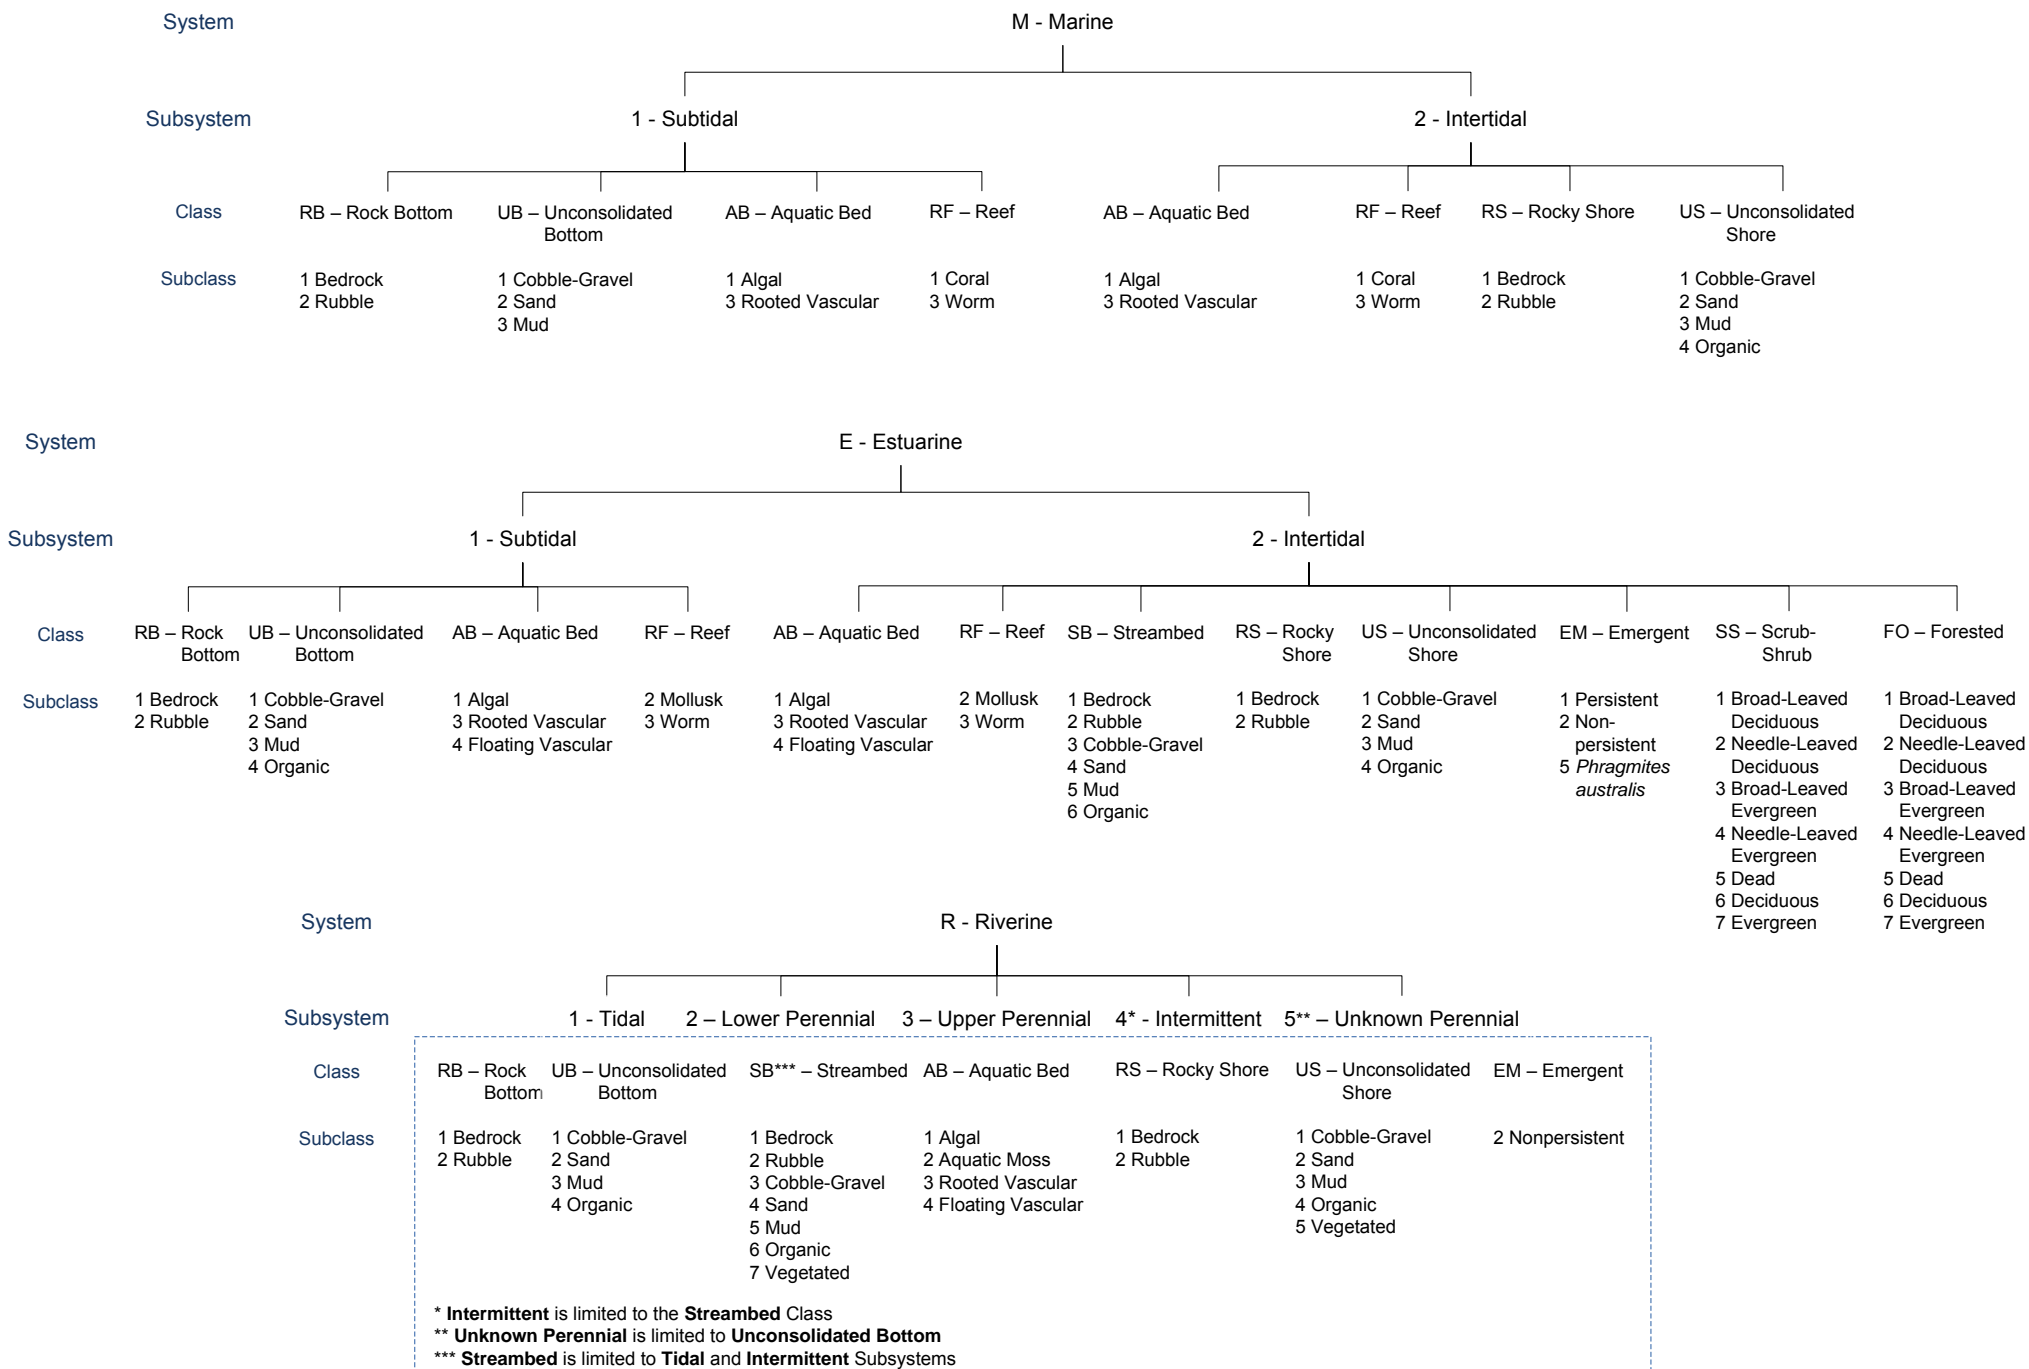 System
M - Marine
Subsystem
1 - Subtidal
2 - Intertidal
Class
RB – Rock Bottom
UB – Unconsolidated
Bottom
AB – Aquatic Bed
RF – Reef
AB – Aquatic Bed
RF – Reef
RS – Rocky Shore
US – Unconsolidated
Shore
Subclass
1 Bedrock
2 Rubble
1 Cobble-Gravel
2 Sand
3 Mud
1 Algal
3 Rooted Vascular
1 Coral
3 Worm
1 Algal
3 Rooted Vascular
1 Coral
3 Worm
1 Bedrock
2 Rubble
1 Cobble-Gravel
2 Sand
3 Mud
4 Organic
System
E - Estuarine
Subsystem
1 - Subtidal
2 - Intertidal
Class
RB – Rock
Bottom
UB – Unconsolidated
Bottom
AB – Aquatic Bed
RF – Reef
AB – Aquatic Bed
RF – Reef
SB – Streambed
RS – Rocky
Shore
US – Unconsolidated
Shore
EM – Emergent
SS – Scrub-
Shrub
FO – Forested
Subclass
1 Bedrock
2 Rubble
1 Cobble-Gravel
2 Sand
3 Mud
4 Organic
1 Algal
3 Rooted Vascular
4 Floating Vascular
2 Mollusk
3 Worm
1 Algal
3 Rooted Vascular
4 Floating Vascular
2 Mollusk
3 Worm
1 Bedrock
2 Rubble
3 Cobble-Gravel
4 Sand
5 Mud
6 Organic
1 Bedrock
2 Rubble
1 Cobble-Gravel
2 Sand
3 Mud
4 Organic
1 Persistent
2 Non-
persistent
5 Phragmites
australis
1 Broad-Leaved
Deciduous
2 Needle-Leaved
Deciduous
3 Broad-Leaved
Evergreen
4 Needle-Leaved
Evergreen
5 Dead
6 Deciduous
7 Evergreen
1 Broad-Leaved
Deciduous
2 Needle-Leaved
Deciduous
3 Broad-Leaved
Evergreen
4 Needle-Leaved
Evergreen
5 Dead
6 Deciduous
7 Evergreen
System
R - Riverine
Subsystem
1 - Tidal
2 – Lower Perennial
3 – Upper Perennial
4* - Intermittent
5** – Unknown Perennial
Class
RB – Rock
Bottom
UB – Unconsolidated
Bottom
SB*** – Streambed
AB – Aquatic Bed
RS – Rocky Shore
US – Unconsolidated
Shore
EM – Emergent
Subclass
1 Bedrock
2 Rubble
1 Cobble-Gravel
2 Sand
3 Mud
4 Organic
1 Bedrock
2 Rubble
3 Cobble-Gravel
4 Sand
5 Mud
6 Organic
7 Vegetated
1 Algal
2 Aquatic Moss
3 Rooted Vascular
4 Floating Vascular
1 Bedrock
2 Rubble
1 Cobble-Gravel
2 Sand
3 Mud
4 Organic
5 Vegetated
2 Nonpersistent
* Intermittent is limited to the Streambed Class
** Unknown Perennial is limited to Unconsolidated Bottom
*** Streambed is limited to Tidal and Intermittent Subsystems